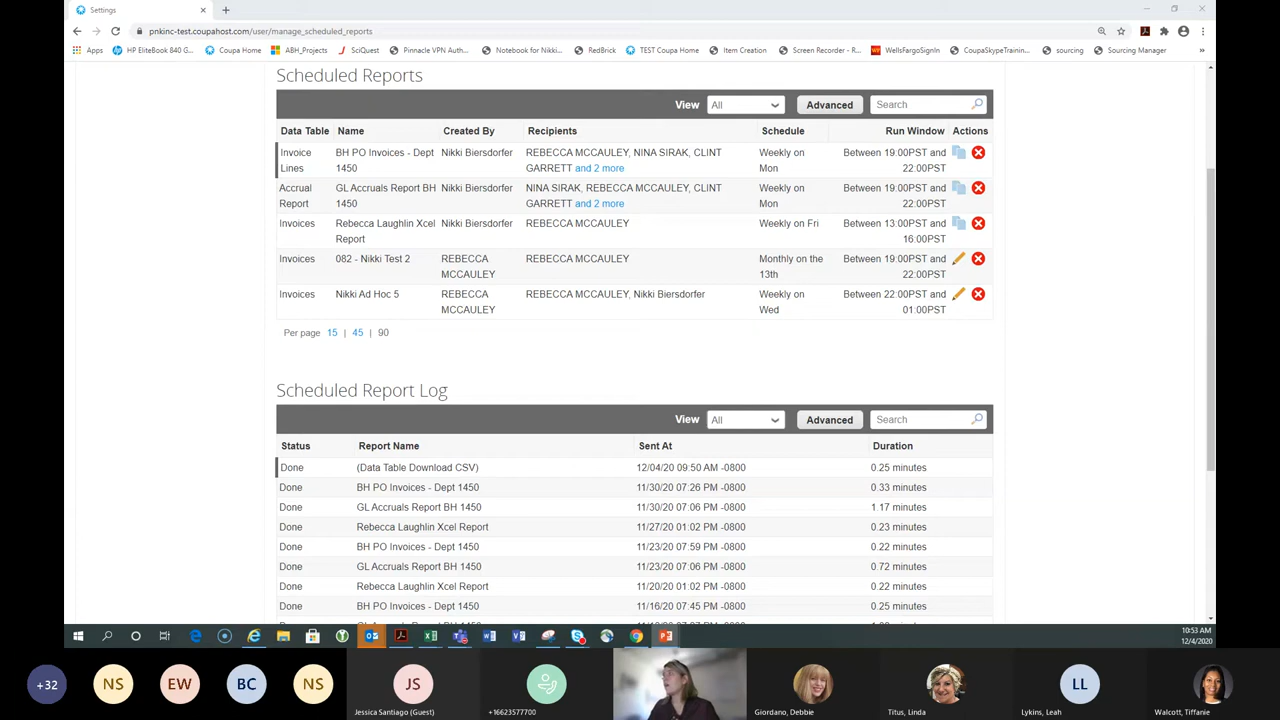 Settings
pnkinc-test.coupahost.com/user/manage_scheduled_reports
Apps HP EliteBook 840 G... Coupa Home ABH_Projects SciQuest Pinnacle VPN Auth... Notebook for Nikki... RedBrick TEST Coupa Home Item Creation Screen Recorder - R... WellsFargoSignIn CoupaSkypeTrainin... sourcing Sourcing Manager »
Scheduled Reports
View All Advanced Search
Data Table Name Created By Recipients Schedule Run Window Actions
Invoice BH PO Invoices - Dept Nikki Biersdorfer REBECCA MCCAULEY, NINA SIRAK, CLINT Weekly on Between 19:00PST and
Lines 1450 GARRETT and 2 more Mon 22:00PST
Accrual GL Accruals Report BH Nikki Biersdorfer NINA SIRAK, REBECCA MCCAULEY, CLINT Weekly on Between 19:00PST and
Report 1450 GARRETT and 2 more Mon 22:00PST
Invoices Rebecca Laughlin Xcel Nikki Biersdorfer REBECCA MCCAULEY Weekly on Fri Between 13:00PST and
Report 16:00PST
Invoices 082 - Nikki Test 2 REBECCA REBECCA MCCAULEY Monthly on the Between 19:00PST and
MCCAULEY 13th 22:00PST
Invoices Nikki Ad Hoc 5 REBECCA REBECCA MCCAULEY, Nikki Biersdorfer Weekly on Between 22:00PST and
MCCAULEY Wed 01:00PST
Per page 15 | 45 | 90
Scheduled Report Log
View All Advanced Search
Status Report Name Sent At Duration
Done (Data Table Download CSV) 12/04/20 09:50 AM -0800 0.25 minutes
Done BH PO Invoices - Dept 1450 11/30/20 07:26 PM -0800 0.33 minutes
Done GL Accruals Report BH 1450 11/30/20 07:06 PM -0800 1.17 minutes
Done Rebecca Laughlin Xcel Report 11/27/20 01:02 PM -0800 0.23 minutes
Done BH PO Invoices - Dept 1450 11/23/20 07:59 PM -0800 0.22 minutes
Done GL Accruals Report BH 1450 11/23/20 07:06 PM -0800 0.72 minutes
Done Rebecca Laughlin Xcel Report 11/20/20 01:02 PM -0800 0.22 minutes
Done BH PO Invoices - Dept 1450 11/16/20 07:45 PM -0800 0.25 minutes
10:53 AM
12/4/2020
+32 NS EW BC NS JS LL
Jessica Santiago (Guest) +16623577700 Giordano, Debbie Titus, Linda Lykins, Leah Walcott, Tiffanie